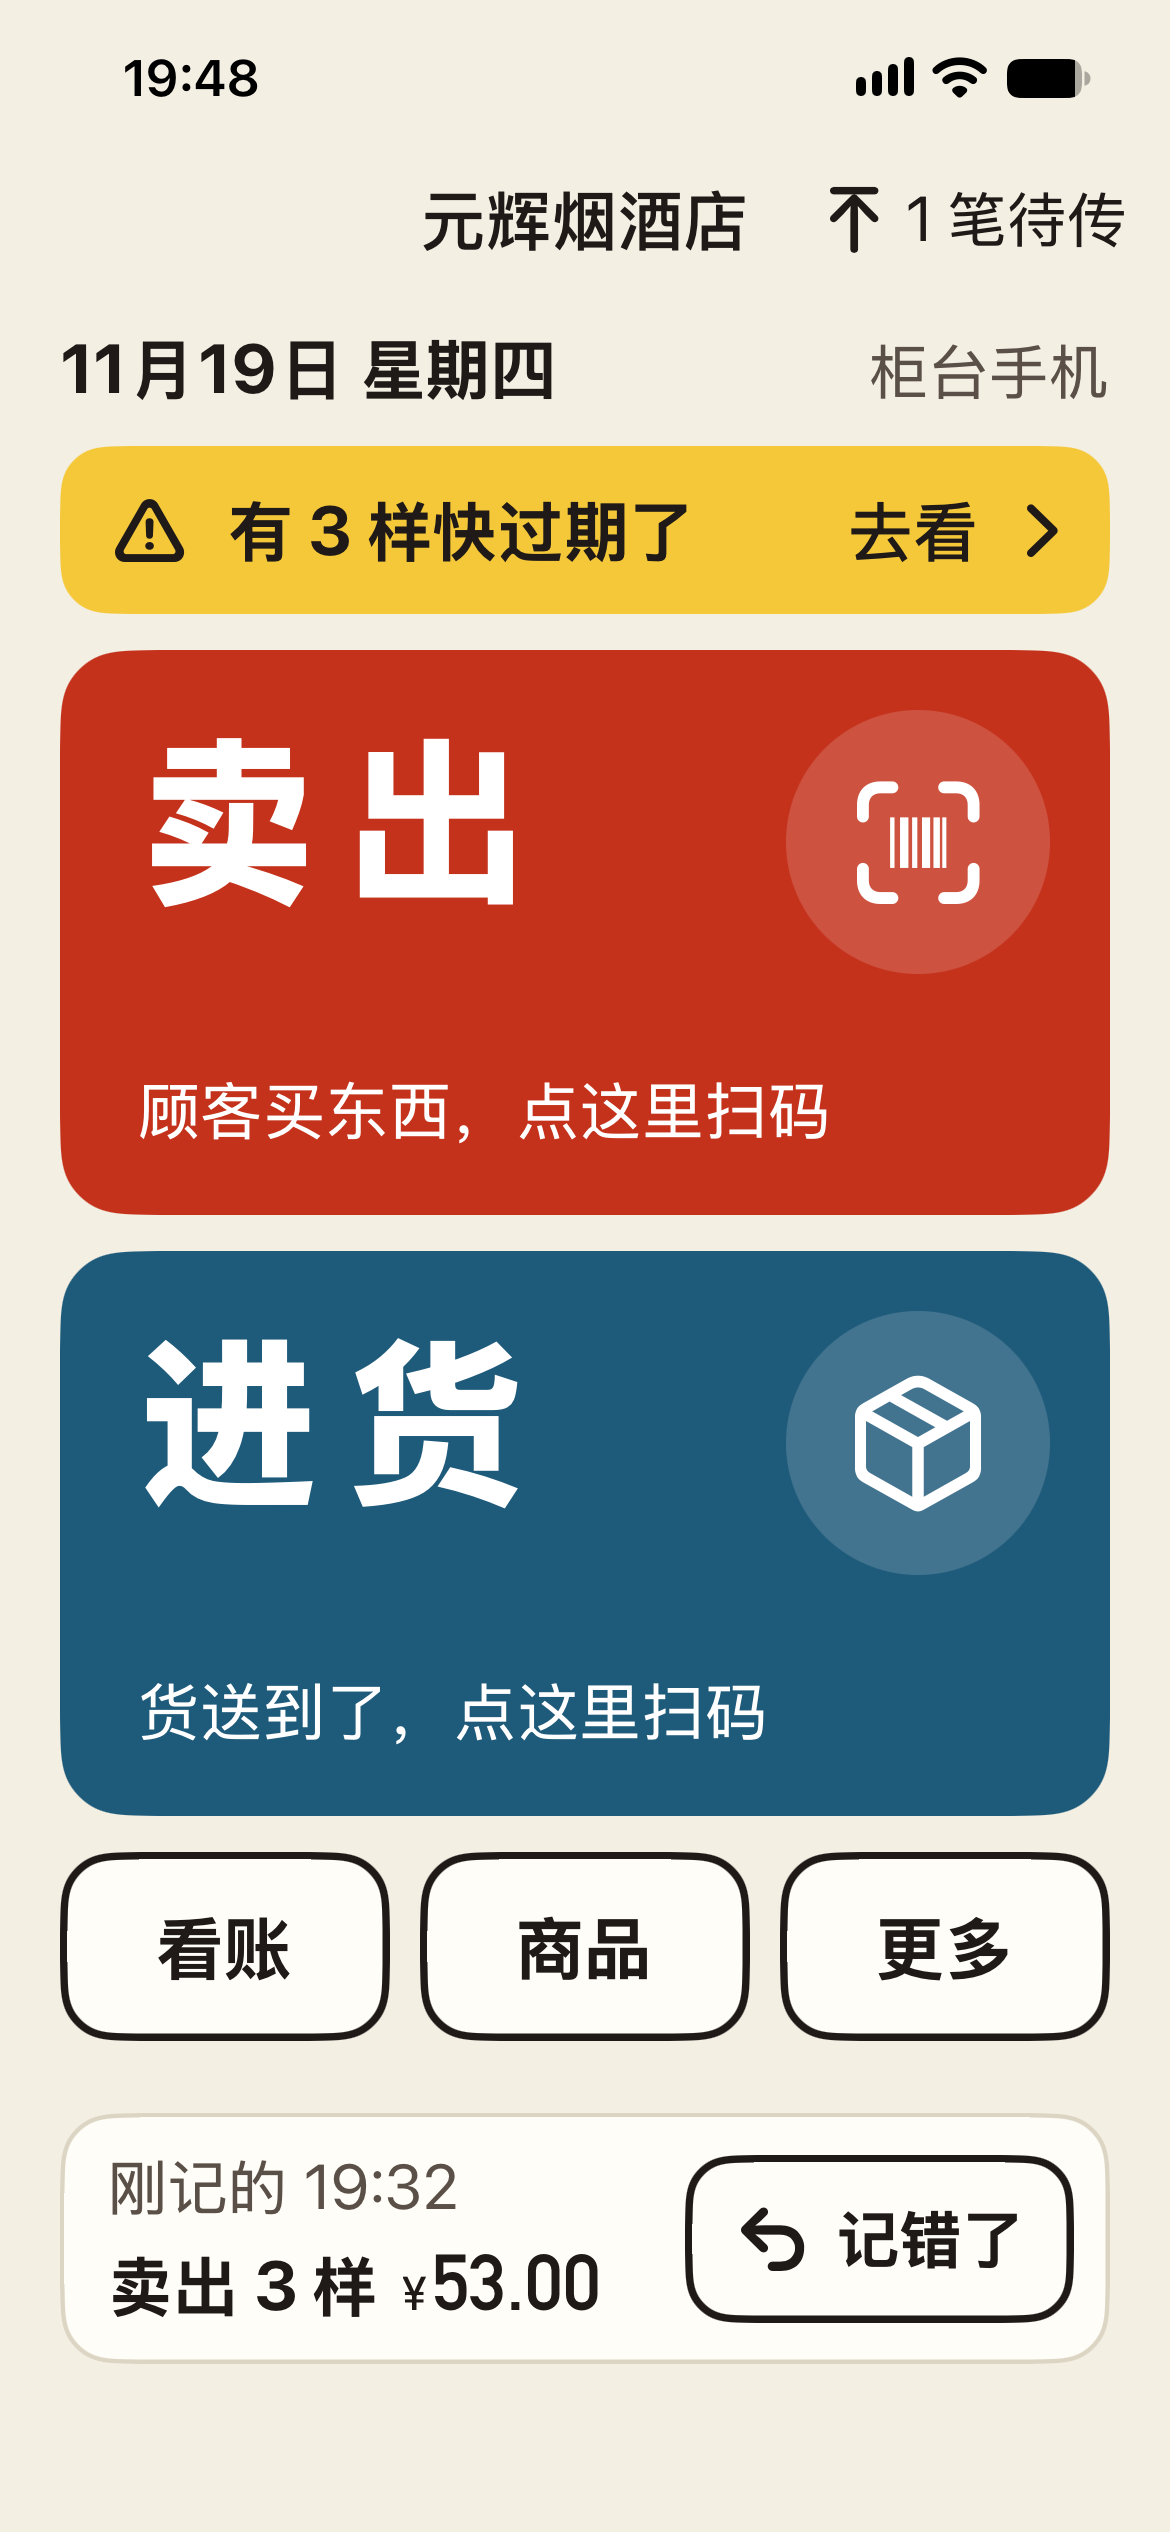 19:48
元辉烟酒店
1 笔待传
11月19日 星期四
柜台手机
有 3 样快过期了
去看
卖出
顾客买东西，点这里扫码
进货
货送到了，点这里扫码
看账
商品
更多
刚记的 19:32
卖出 3 样 ¥53.00
记错了